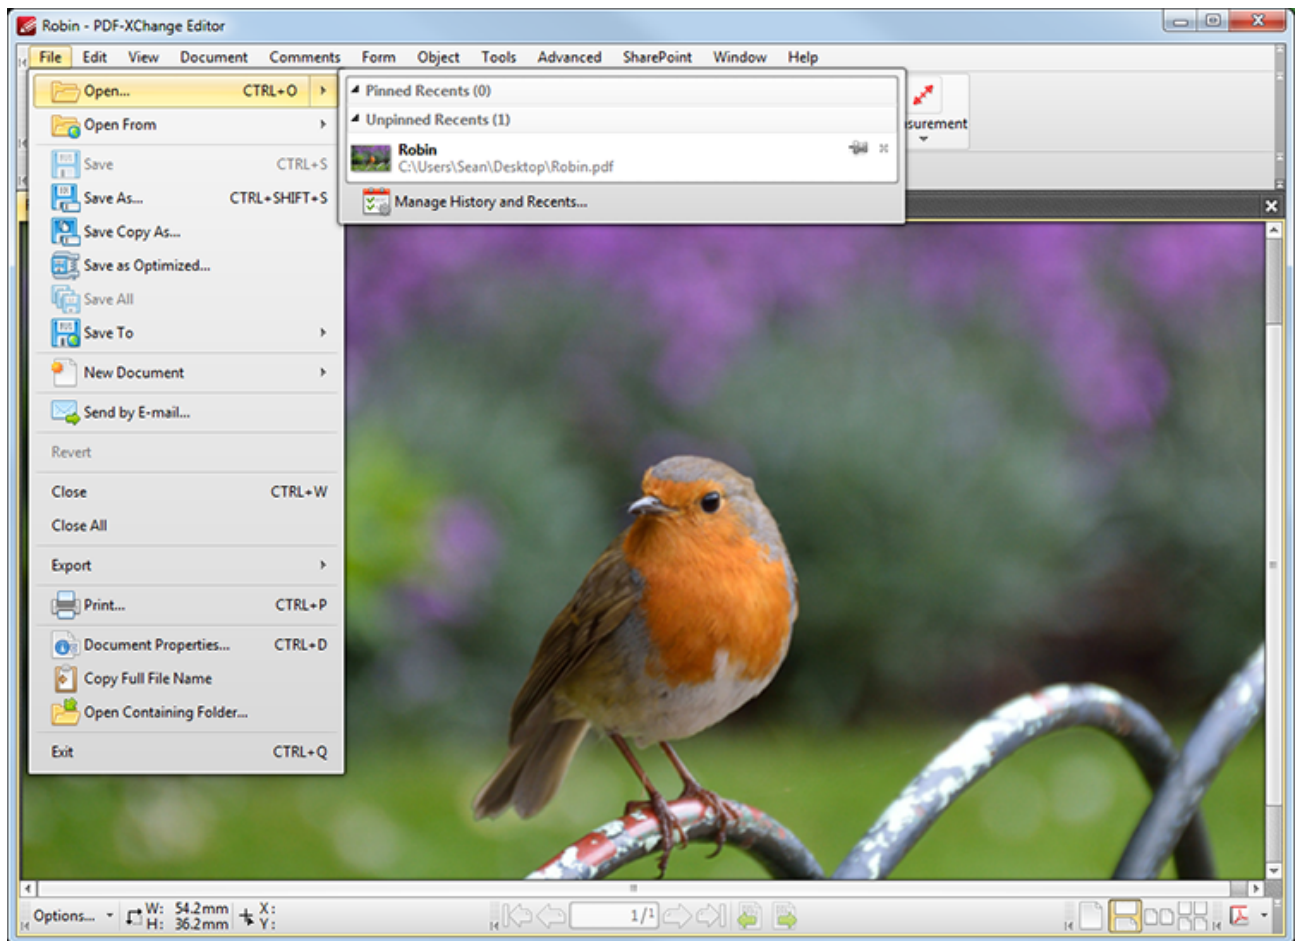 Robin - PDF-XChange Editor
File Edit View Document Comments Form Object Tools Advanced SharePoint Window Help
Open... CTRL+O
Open From
Save CTRL+S
Save As... CTRL+SHIFT+S
Save Copy As...
Save as Optimized...
Save All
Save To
New Document
Send by E-mail...
Revert
Close CTRL+W
Close All
Export
Print... CTRL+P
Document Properties... CTRL+D
Copy Full File Name
Open Containing Folder...
Exit CTRL+Q
Pinned Recents (0)
Unpinned Recents (1)
Robin
C:\Users\Sean\Desktop\Robin.pdf
Manage History and Recents...
surement
Options... W: 54.2mm X:
H: 36.2mm Y:
1/1